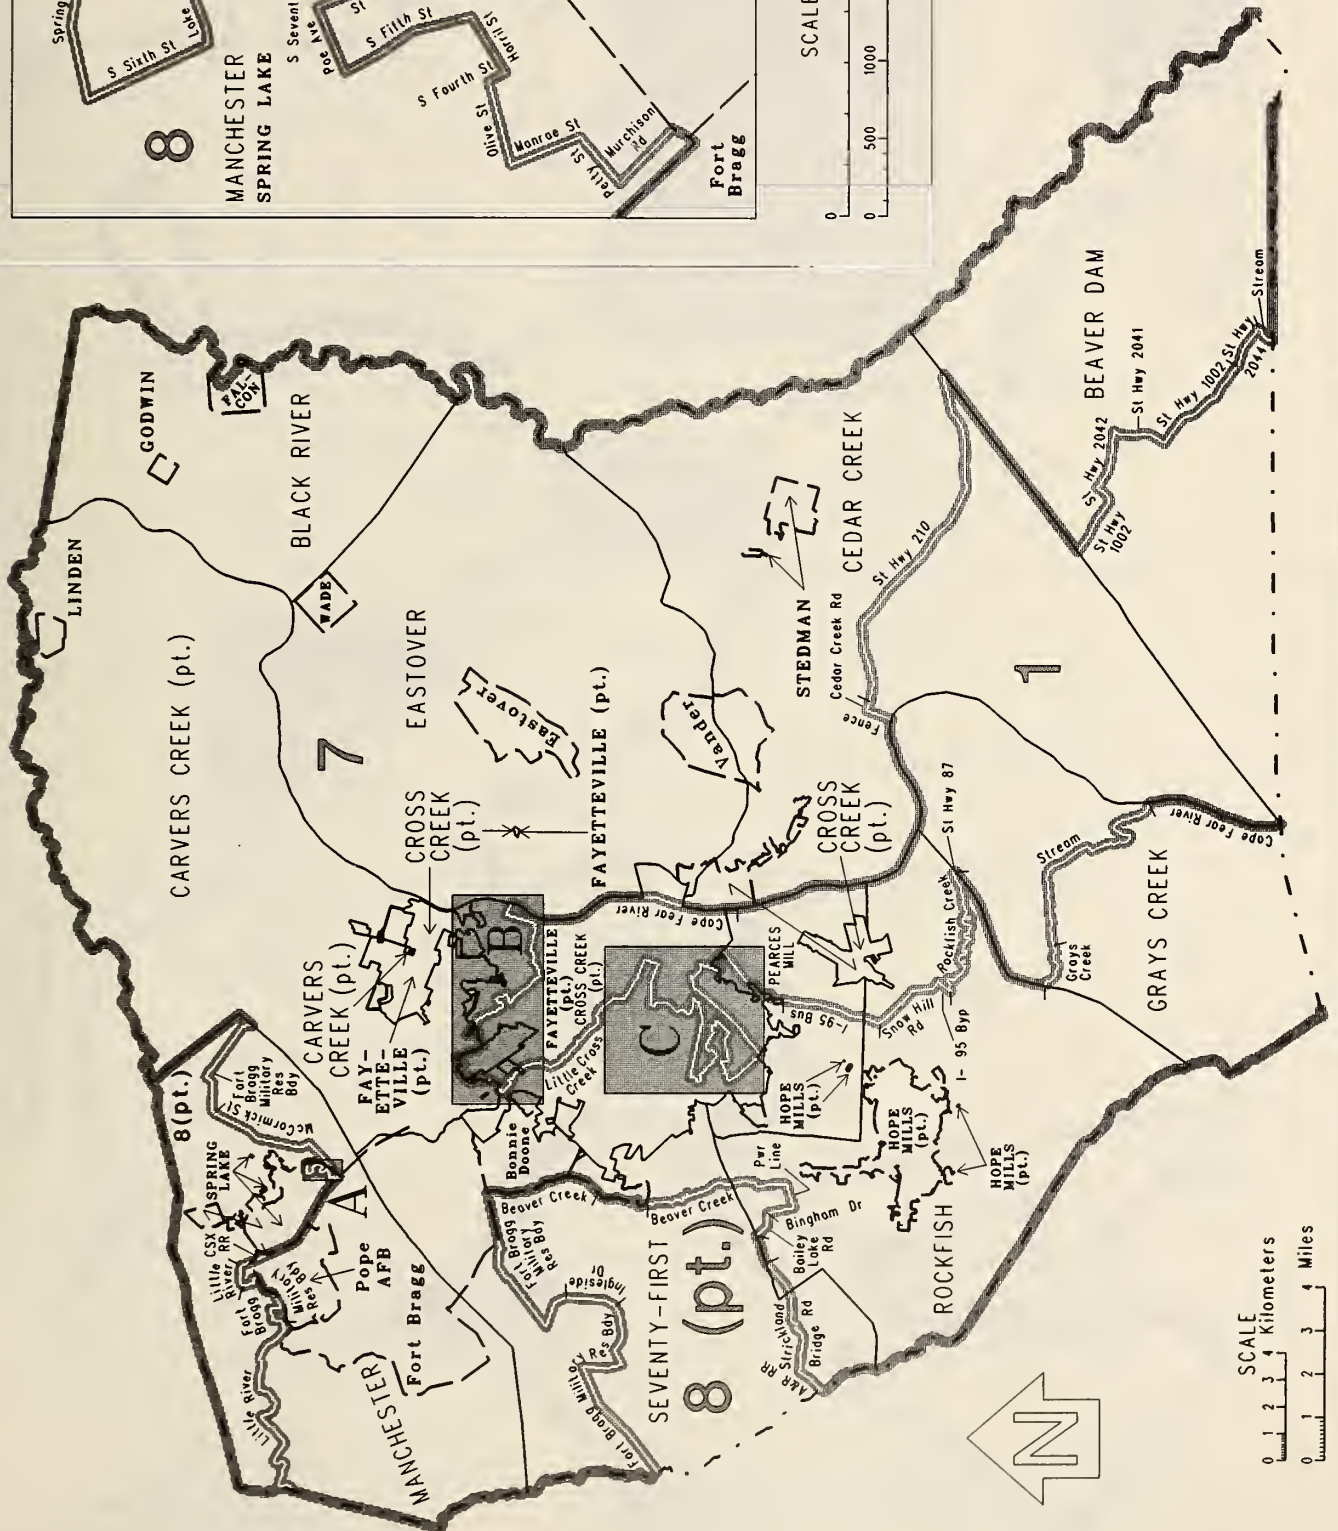 Spring
S Sixth St
Lake
8
MANCHESTER
SPRING LAKE
S Sevent
Poe Ave
St
S Fifth St
Harril St
S Fourth St
Olive St
Monroe St
Petty St
Murchison
Rd
Fort
Bragg
SCALE
0
500
1000
0
LINDEN
GODWIN
FAL-
CON
BLACK RIVER
CARVERS CREEK (pt.)
WADE
7
EASTOVER
Eastover
CROSS
CREEK
(pt.)
FAYETTEVILLE (pt.)
Vander
STEDMAN
CEDAR CREEK
Cedar Creek Rd
Fence
St Hwy 210
CROSS
CREEK
(pt.)
BEAVER DAM
St Hwy 2042
St Hwy 2041
St Hwy
1002
St Hwy 1002
St Hwy
2044
Stream
1
St Hwy 87
Stream
Cape Fear River
Cape Fear River
Rockfish Creek
Grays
Creek
GRAYS CREEK
PEARCES
MILL
I-95 Bus
Snow Hill
Rd
I-95 Byp
8(pt.)
Fort
Bragg
Military
Res
Bdy
McCormick St
CARVERS
CREEK (pt.)
FAY-
ETTE-
VILLE
(pt.)
B
FAYETTEVILLE
(pt.)
CROSS CREEK
(pt.)
Little Cross
Creek
C
HOPE
MILLS
(pt.)
HOPE
MILLS
(pt.)
HOPE
MILLS
(pt.)
SPRING
LAKE
CSX
RR
Little
River
A
Fort
Bragg
Military
Res Bdy
Pope
AFB
Fort Bragg
Little River
MANCHESTER
Bonnie
Doone
Beaver Creek
Beaver Creek
Fort
Bragg
Military
Res Bdy
Ingleside
Dr
Fort Bragg Military Res Bdy
SEVENTY-FIRST
8 (pt.)
Pwr
Line
Bingham Dr
Bailey
Lake
Rd
Strickland
Bridge
Rd
A&R RR
ROCKFISH
N
SCALE
0 1 2 3 4 Kilometers
0 1 2 3 4 Miles